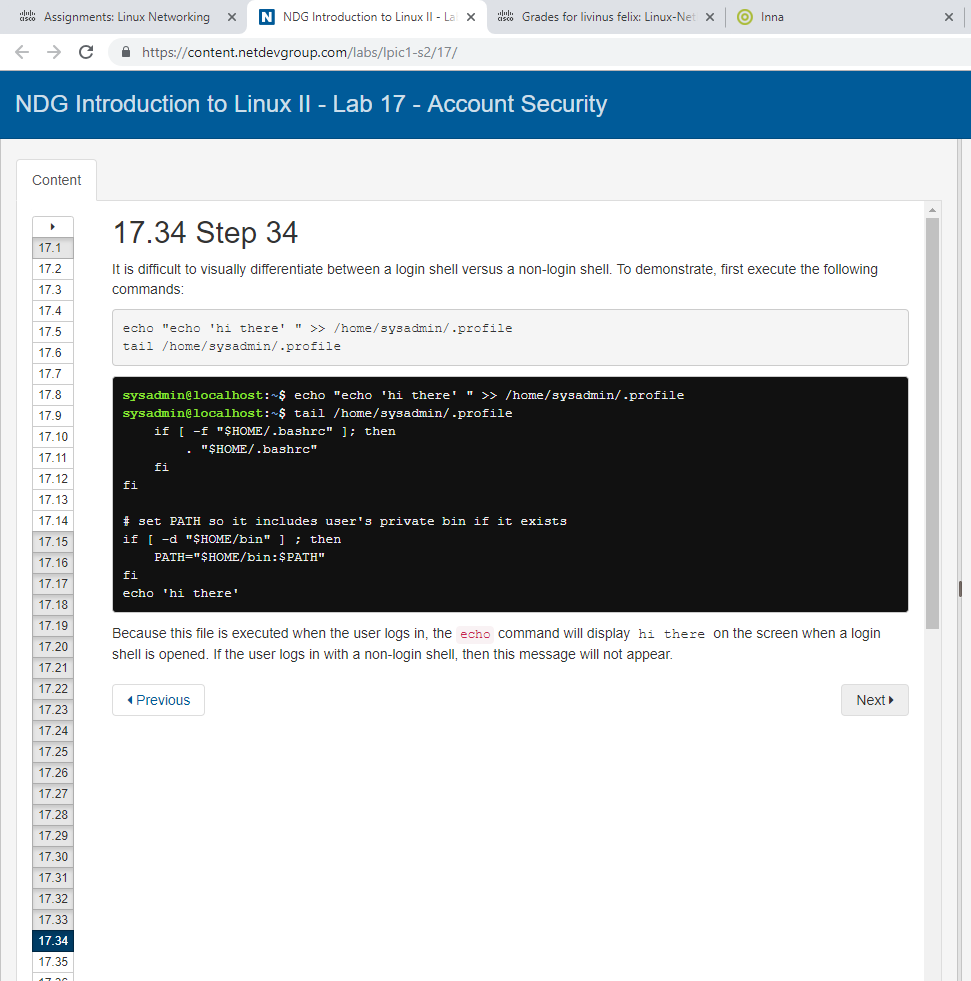 Assignments: Linux Networking
NDG Introduction to Linux II - La
Grades for livinus felix: Linux-Net
Inna
https://content.netdevgroup.com/labs/lpic1-s2/17/
NDG Introduction to Linux II - Lab 17 - Account Security
Content
17.1
17.2
17.3
17.4
17.5
17.6
17.7
17.8
17.9
17.10
17.11
17.12
17.13
17.14
17.15
17.16
17.17
17.18
17.19
17.20
17.21
17.22
17.23
17.24
17.25
17.26
17.27
17.28
17.29
17.30
17.31
17.32
17.33
17.34
17.35
17.34 Step 34
It is difficult to visually differentiate between a login shell versus a non-login shell. To demonstrate, first execute the following
commands:
echo "echo 'hi there' " >> /home/sysadmin/.profile
tail /home/sysadmin/.profile
sysadmin@localhost:~$ echo "echo 'hi there' " >> /home/sysadmin/.profile
sysadmin@localhost:~$ tail /home/sysadmin/.profile
if [ -f "$HOME/.bashrc" ]; then
. "$HOME/.bashrc"
fi
fi
# set PATH so it includes user's private bin if it exists
if [ -d "$HOME/bin" ] ; then
PATH="$HOME/bin:$PATH"
fi
echo 'hi there'
Because this file is executed when the user logs in, the echo command will display hi there on the screen when a login
shell is opened. If the user logs in with a non-login shell, then this message will not appear.
Previous
Next